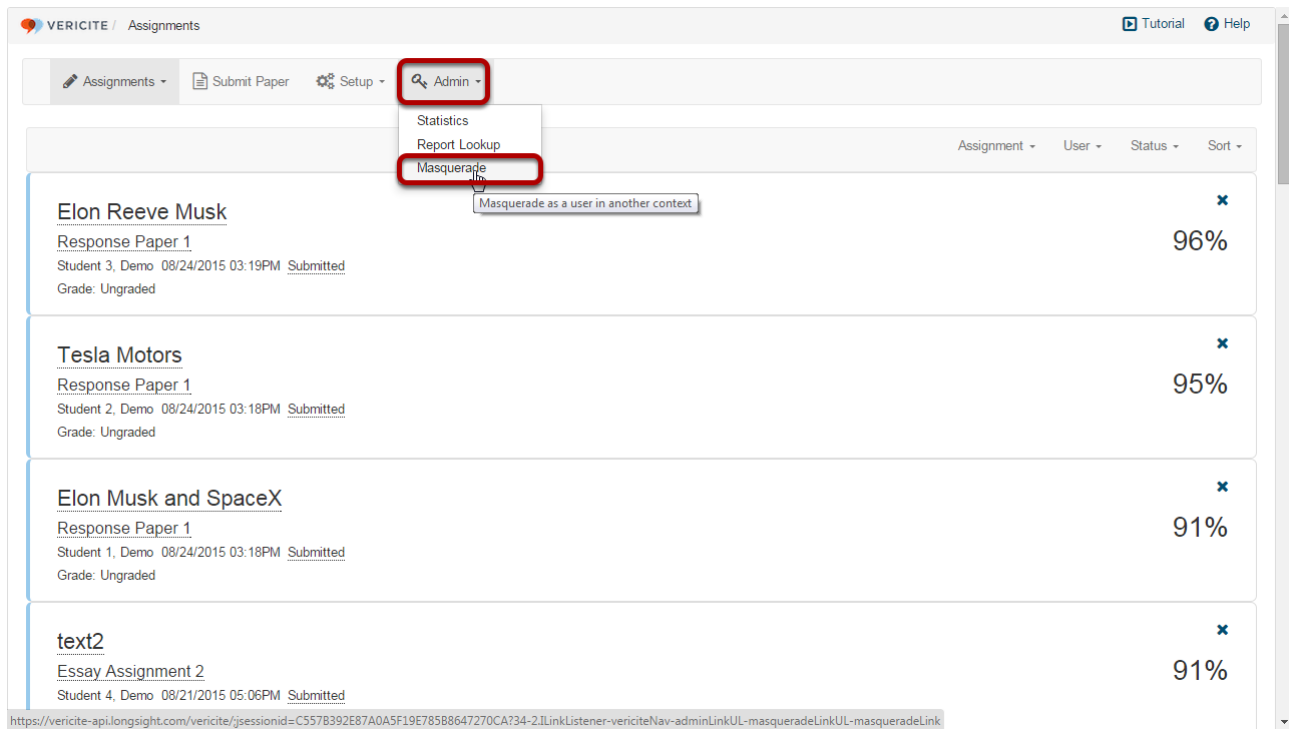 VERICITE / Assignments Tutorial Help
Assignments Submit Paper Setup Admin
Statistics
Report Lookup
Masquerade
Masquerade as a user in another context
Assignment User Status Sort
Elon Reeve Musk
Response Paper 1
Student 3, Demo 08/24/2015 03:19PM Submitted
Grade: Ungraded
96%
Tesla Motors
Response Paper 1
Student 2, Demo 08/24/2015 03:18PM Submitted
Grade: Ungraded
95%
Elon Musk and SpaceX
Response Paper 1
Student 1, Demo 08/24/2015 03:18PM Submitted
Grade: Ungraded
91%
text2
Essay Assignment 2
Student 4, Demo 08/21/2015 05:06PM Submitted
91%
https://vericite-api.longsight.com/vericite/;jsessionid=C557B392E87A0A5F19E785B8647270CA?34-2.ILinkListener-vericiteNav-adminLinkUL-masqueradeLinkUL-masqueradeLink